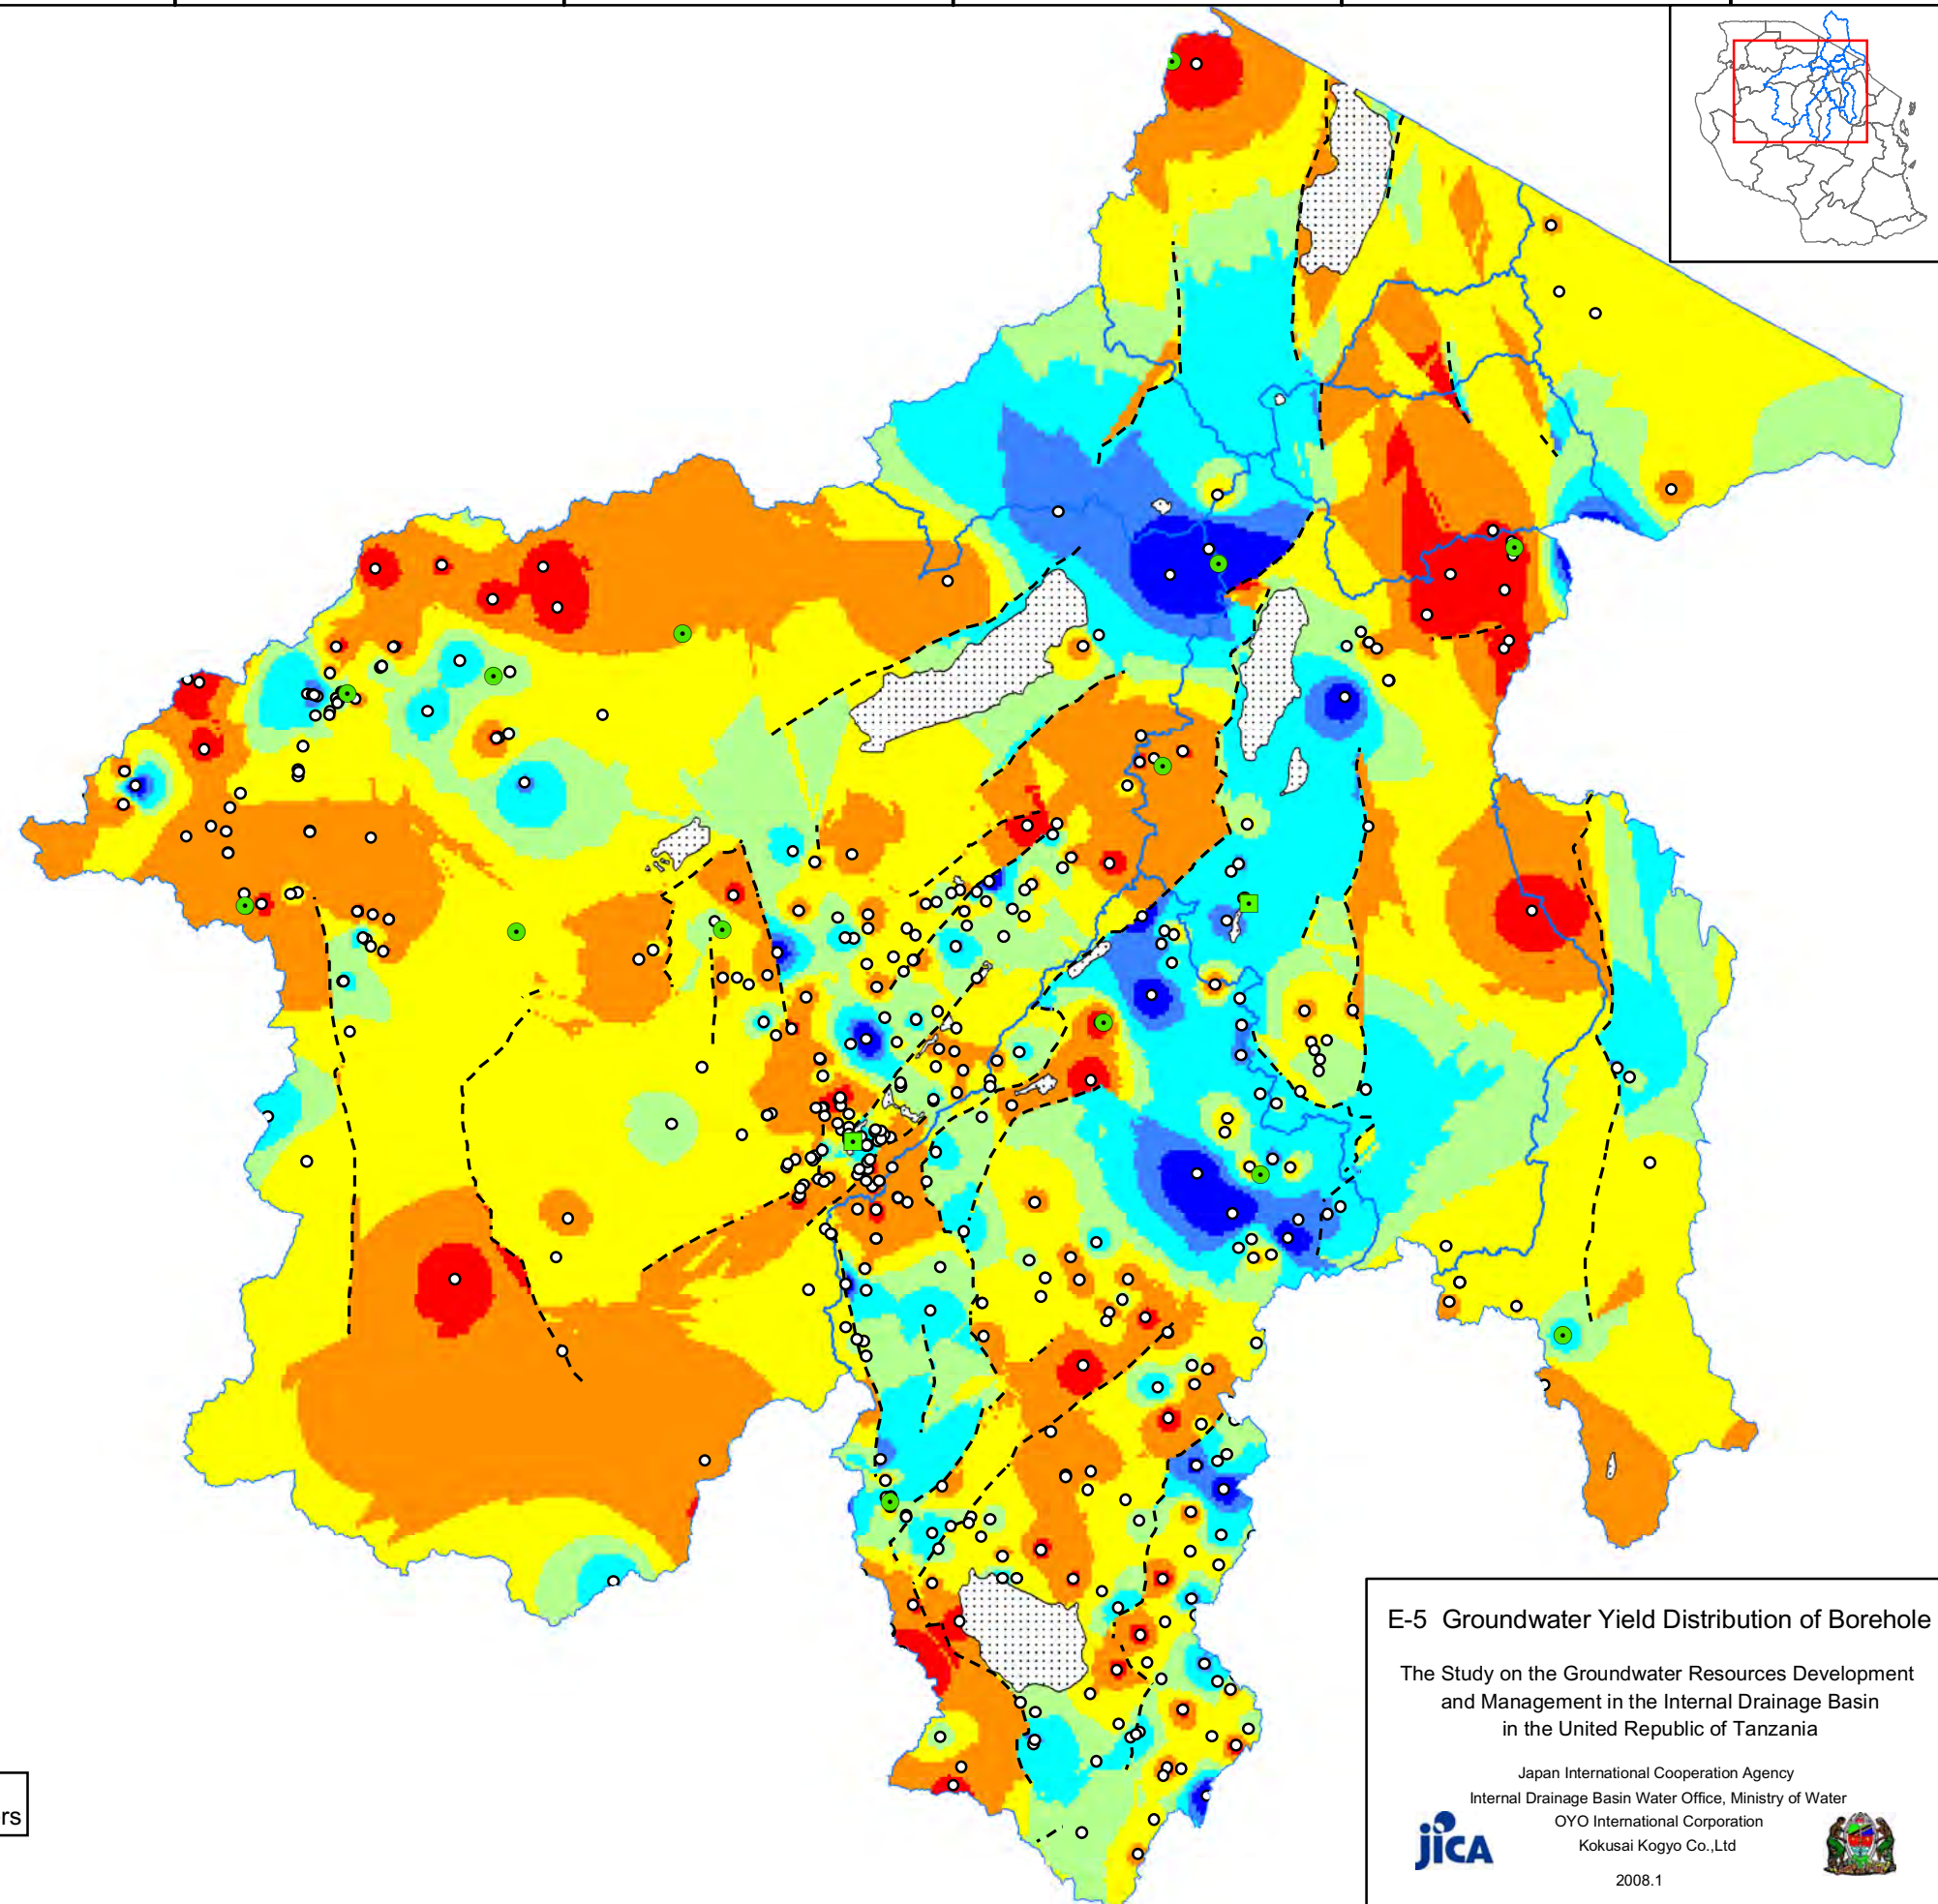 E-5 Groundwater Yield Distribution of Borehole
The Study on the Groundwater Resources Development
and Management in the Internal Drainage Basin
in the United Republic of Tanzania
Japan International Cooperation Agency
Internal Drainage Basin Water Office, Ministry of Water
OYO International Corporation
Kokusai Kogyo Co.,Ltd
jICA
2008.1
rs